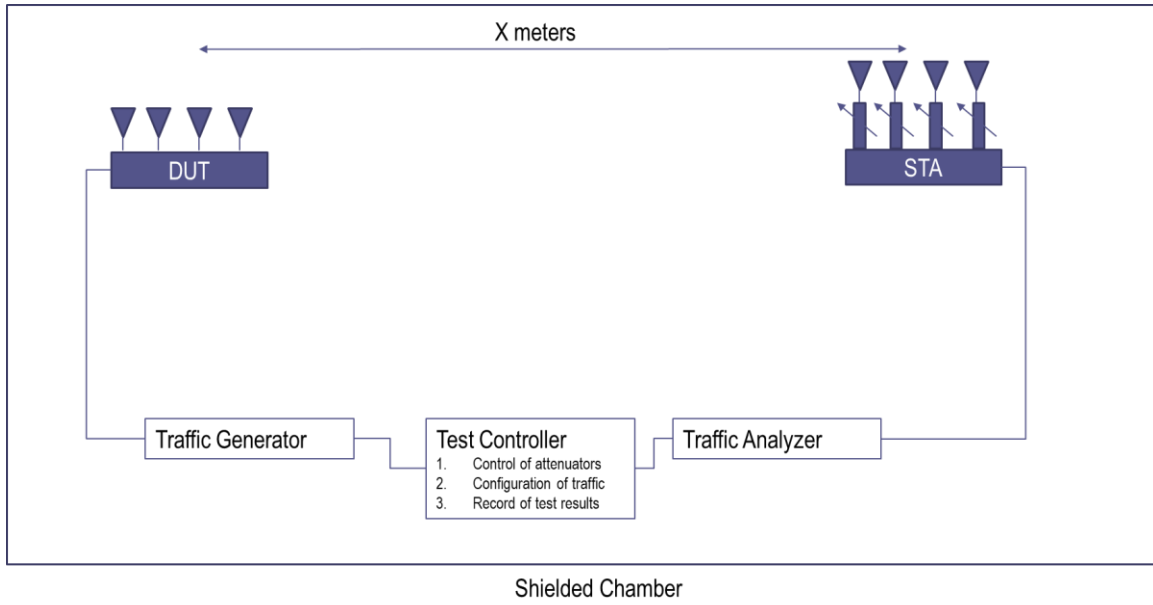 X meters
DUT
STA
Traffic Generator
Test Controller
1. Control of attenuators
2. Configuration of traffic
3. Record of test results
Traffic Analyzer
Shielded Chamber